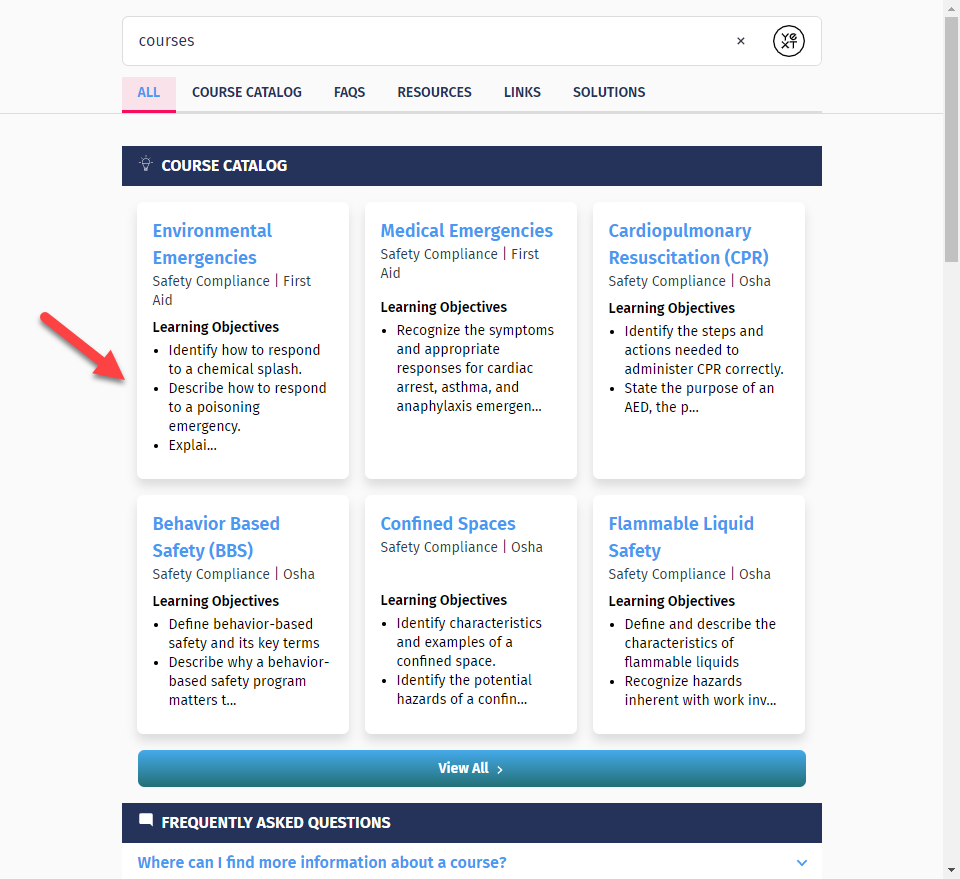 courses
×
YEXT
ALL COURSE CATALOG FAQS RESOURCES LINKS SOLUTIONS
COURSE CATALOG
Environmental
Emergencies
Safety Compliance | First
Aid
Learning Objectives
• Identify how to respond
to a chemical splash.
• Describe how to respond
to a poisoning
emergency.
• Explai...
Medical Emergencies
Safety Compliance | First
Aid
Learning Objectives
• Recognize the symptoms
and appropriate
responses for cardiac
arrest, asthma, and
anaphylaxis emergen...
Cardiopulmonary
Resuscitation (CPR)
Safety Compliance | Osha
Learning Objectives
• Identify the steps and
actions needed to
administer CPR correctly.
• State the purpose of an
AED, the p...
Behavior Based
Safety (BBS)
Safety Compliance | Osha
Learning Objectives
• Define behavior-based
safety and its key terms
• Describe why a behavior-
based safety program
matters t...
Confined Spaces
Safety Compliance | Osha
Learning Objectives
• Identify characteristics
and examples of a
confined space.
• Identify the potential
hazards of a confin...
Flammable Liquid
Safety
Safety Compliance | Osha
Learning Objectives
• Define and describe the
characteristics of
flammable liquids
• Recognize hazards
inherent with work inv...
View All ›
FREQUENTLY ASKED QUESTIONS
Where can I find more information about a course?